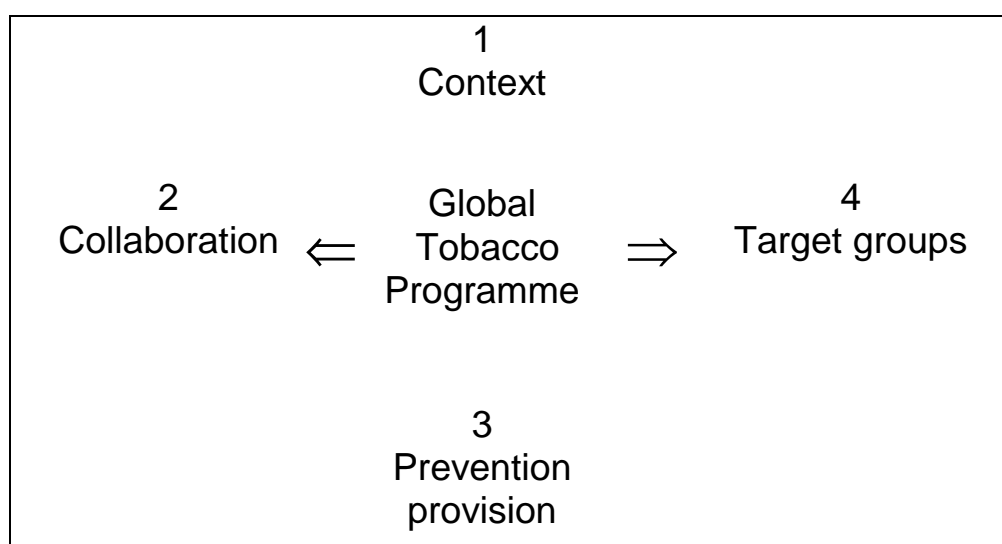 1
Context
2
Collaboration
⇐
Global
Tobacco
Programme
⇒
4
Target groups
3
Prevention
provision